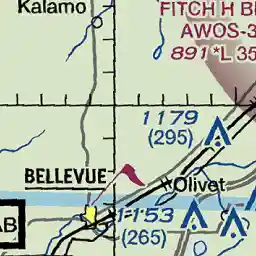 Kalamo
FITCH H B
AWOS-3
891 *L 35
1179
(295)
BELLEVUE
Olivet
1153
(265)
AB